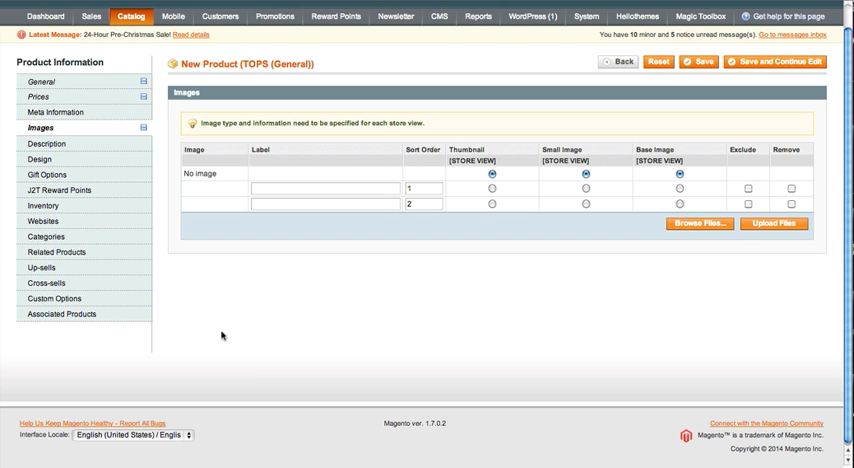 Dashboard Sales Catalog Mobile Customers Promotions Reward Points Newsletter CMS Reports WordPress (1) System Hellothemes Magic Toolbox Get help for this page
Latest Message: 24-Hour Pre-Christmas Sale! Read details You have 10 minor and 5 notice unread message(s). Go to messages inbox
Product Information
General
Prices
Meta Information
Images
Description
Design
Gift Options
J2T Reward Points
Inventory
Websites
Categories
Related Products
Up-sells
Cross-sells
Custom Options
Associated Products
New Product (TOPS (General)) Back Reset Save Save and Continue Edit
Images
Image type and information need to be specified for each store view.
Image Label Sort Order Thumbnail Small Image Base Image Exclude Remove
[STORE VIEW] [STORE VIEW] [STORE VIEW]
No image
1
2
Browse Files... Upload Files
Help Us Keep Magento Healthy - Report All Bugs Magento ver. 1.7.0.2 Connect with the Magento Community
Interface Locale: English (United States) / Englis Magento™ is a trademark of Magento Inc.
Copyright © 2014 Magento Inc.